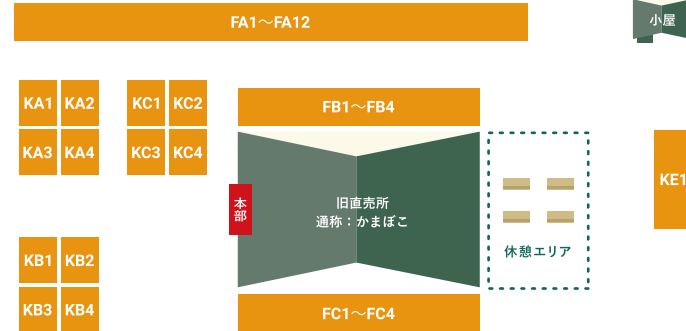 FA1〜FA12
小屋
KA1 KA2
KC1 KC2
FB1〜FB4
KA3 KA4
KC3 KC4
KE1
本部
旧直売所
通称：かまぼこ
休憩エリア
KB1 KB2
KB3 KB4
FC1〜FC4